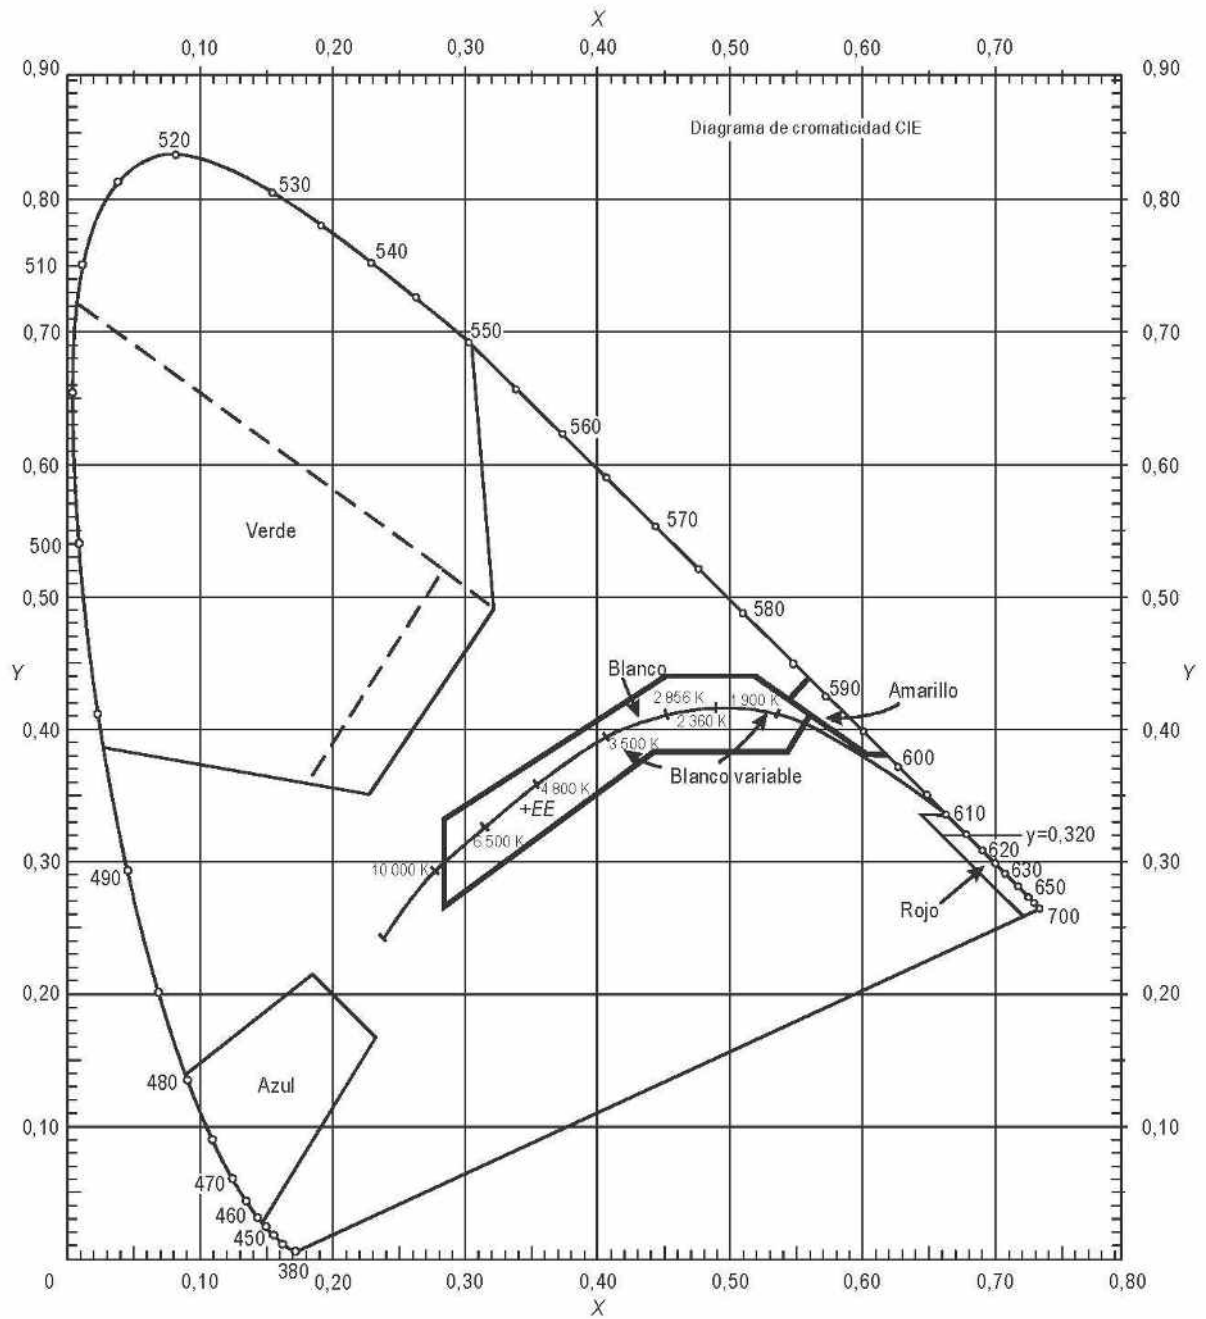 X
0,10 0,20 0,30 0,40 0,50 0,60 0,70
0,90 0,90
Diagrama de cromaticidad CIE
520
530
0,80 0,80
540
510
0,70 550 0,70
560
0,60 0,60
570
Verde
500
0,50 580 0,50
Y Blanco Y
590 Amarillo
2 856 K 1 900 K
2 360 K
0,40 3 500 K 0,40
600
Blanco variable
4 800 K
+EE
610
6 500 K y=0,320
620
0,30 10 000 K 0,30
630
490 650
Rojo 700
0,20 0,20
480 Azul
0,10 0,10
470
460
450
380
0 0,10 0,20 0,30 0,40 0,50 0,60 0,70 0,80
X